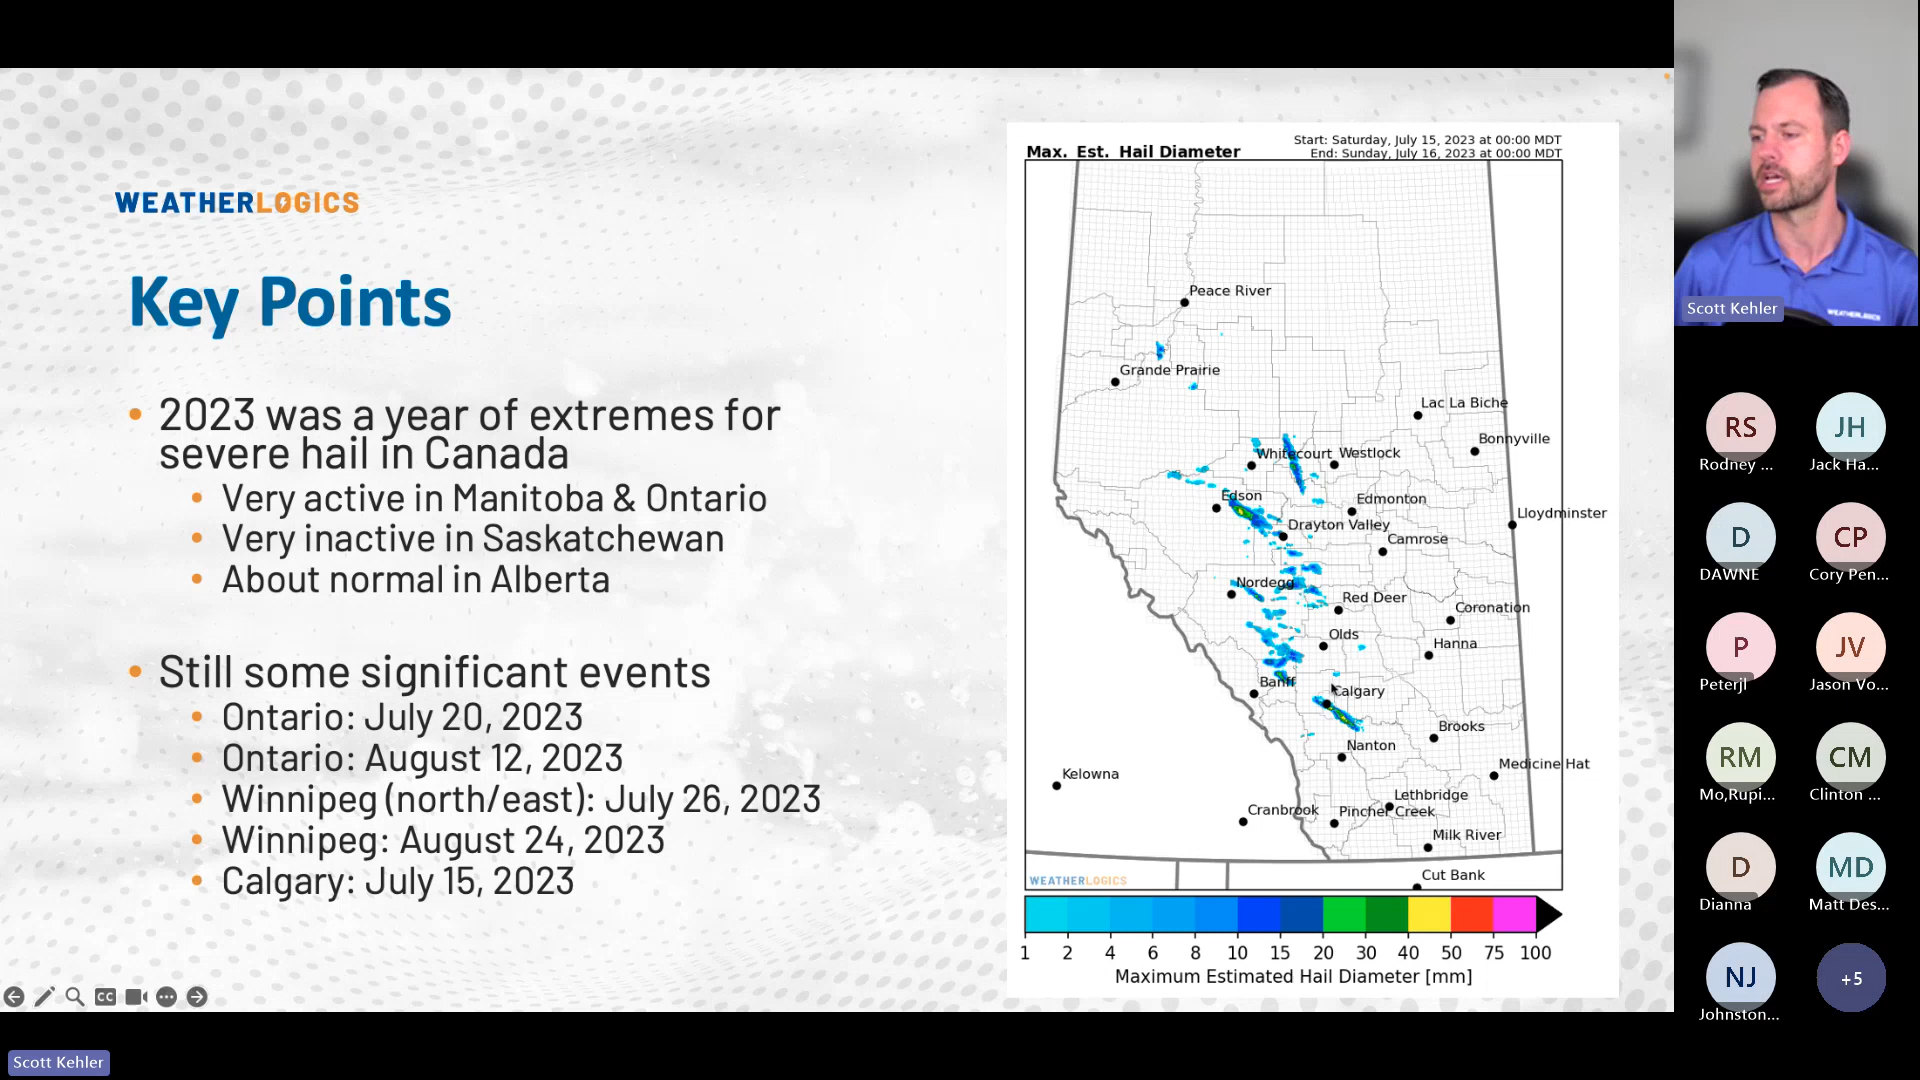 WEATHERLOGICS
Key Points
2023 was a year of extremes for
severe hail in Canada
Very active in Manitoba & Ontario
Very inactive in Saskatchewan
About normal in Alberta
Still some significant events
Ontario: July 20, 2023
Ontario: August 12, 2023
Winnipeg (north/east): July 26, 2023
Winnipeg: August 24, 2023
Calgary: July 15, 2023
CC
Max. Est. Hail Diameter
Start: Saturday, July 15, 2023 at 00:00 MDT
End: Sunday, July 16, 2023 at 00:00 MDT
Peace River
Grande Prairie
Lac La Biche
Bonnyville
Whitecourt
Westlock
Edson
Edmonton
Lloydminster
Drayton Valley
Camrose
Nordegg
Red Deer
Coronation
Olds
Hanna
Banff
Calgary
Brooks
Nanton
Medicine Hat
Kelowna
Lethbridge
Cranbrook
Pincher Creek
Milk River
Cut Bank
WEATHERLOGICS
1 2 4 6 8 10 15 20 30 40 50 75 100
Maximum Estimated Hail Diameter [mm]
WEATHERLOGICS
Scott Kehler
RS
Rodney ...
JH
Jack Ha...
D
DAWNE
CP
Cory Pen...
P
Peterjl
JV
Jason Vo...
RM
Mo,Rupi...
CM
Clinton ...
D
Dianna
MD
Matt Des...
NJ
Johnston...
+5
Scott Kehler